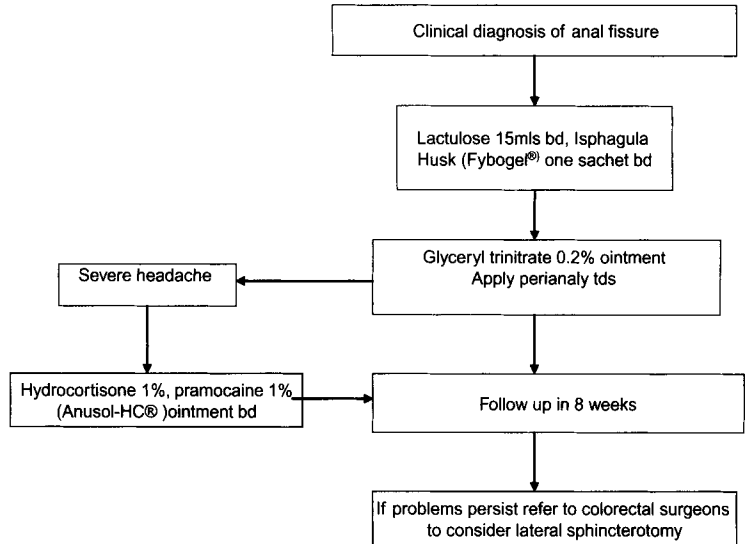 Clinical diagnosis of anal fissure
Lactulose 15mls bd, Isphagula
Husk (Fybogel®) one sachet bd
Glyceryl trinitrate 0.2% ointment
Apply perianaly tds
Severe headache
Hydrocortisone 1%, pramocaine 1%
(Anusol-HC® )ointment bd
Follow up in 8 weeks
If problems persist refer to colorectal surgeons
to consider lateral sphincterotomy